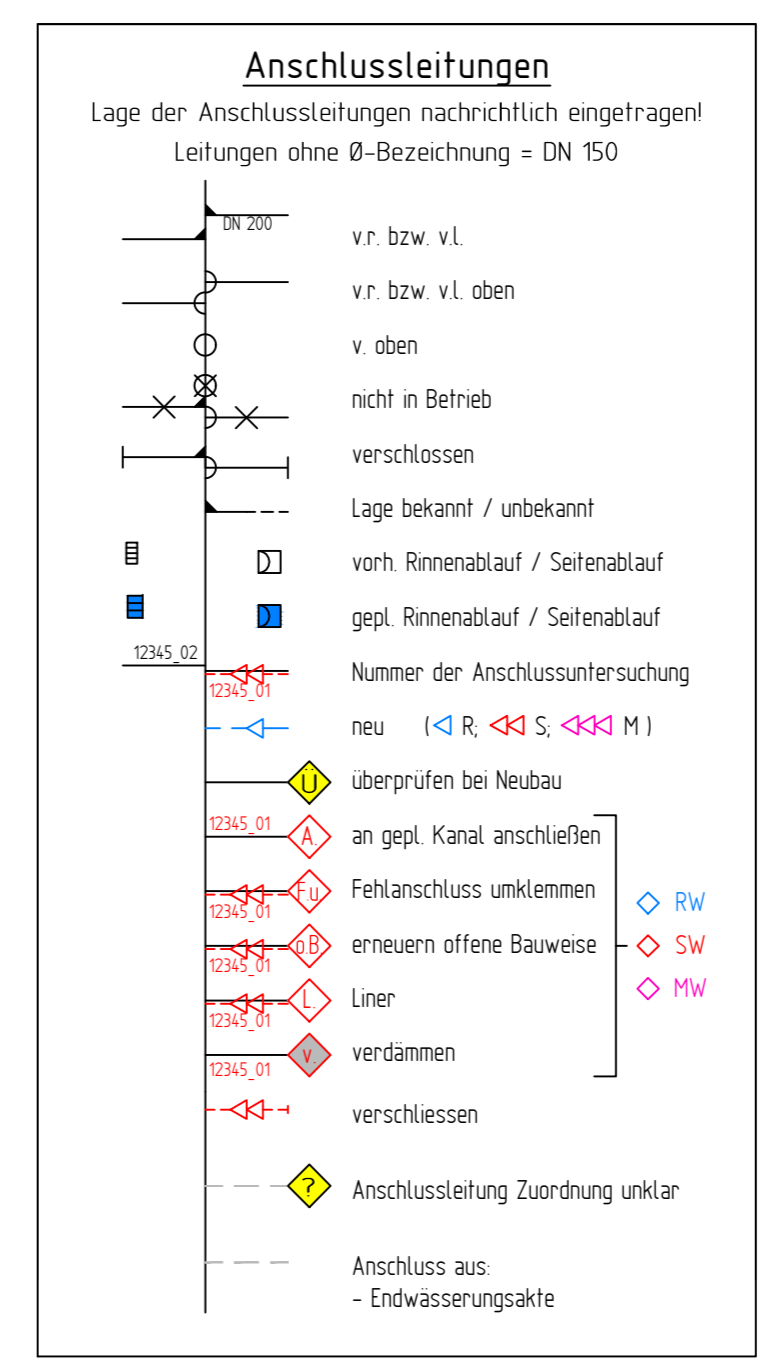 Anschlussleitungen
Lage der Anschlussleitungen nachrichtlich eingetragen!
Leitungen ohne Ø-Bezeichnung = DN 150
DN 200
v.r. bzw. v.l.
v.r. bzw. v.l. oben
v. oben
nicht in Betrieb
verschlossen
Lage bekannt / unbekannt
vorh. Rinnenablauf / Seitenablauf
gepl. Rinnenablauf / Seitenablauf
12345_02
12345_01
Nummer der Anschlussuntersuchung
neu ( R; S; M )
Ü überprüfen bei Neubau
12345_01 A. an gepl. Kanal anschließen
12345_01 F.u. Fehlanschluss umklemmen
12345_01 o.B. erneuern offene Bauweise
12345_01 L. Liner
12345_01 v. verdämmen
RW
SW
MW
verschliessen
? Anschlussleitung Zuordnung unklar
Anschluss aus:
- Endwässerungsakte